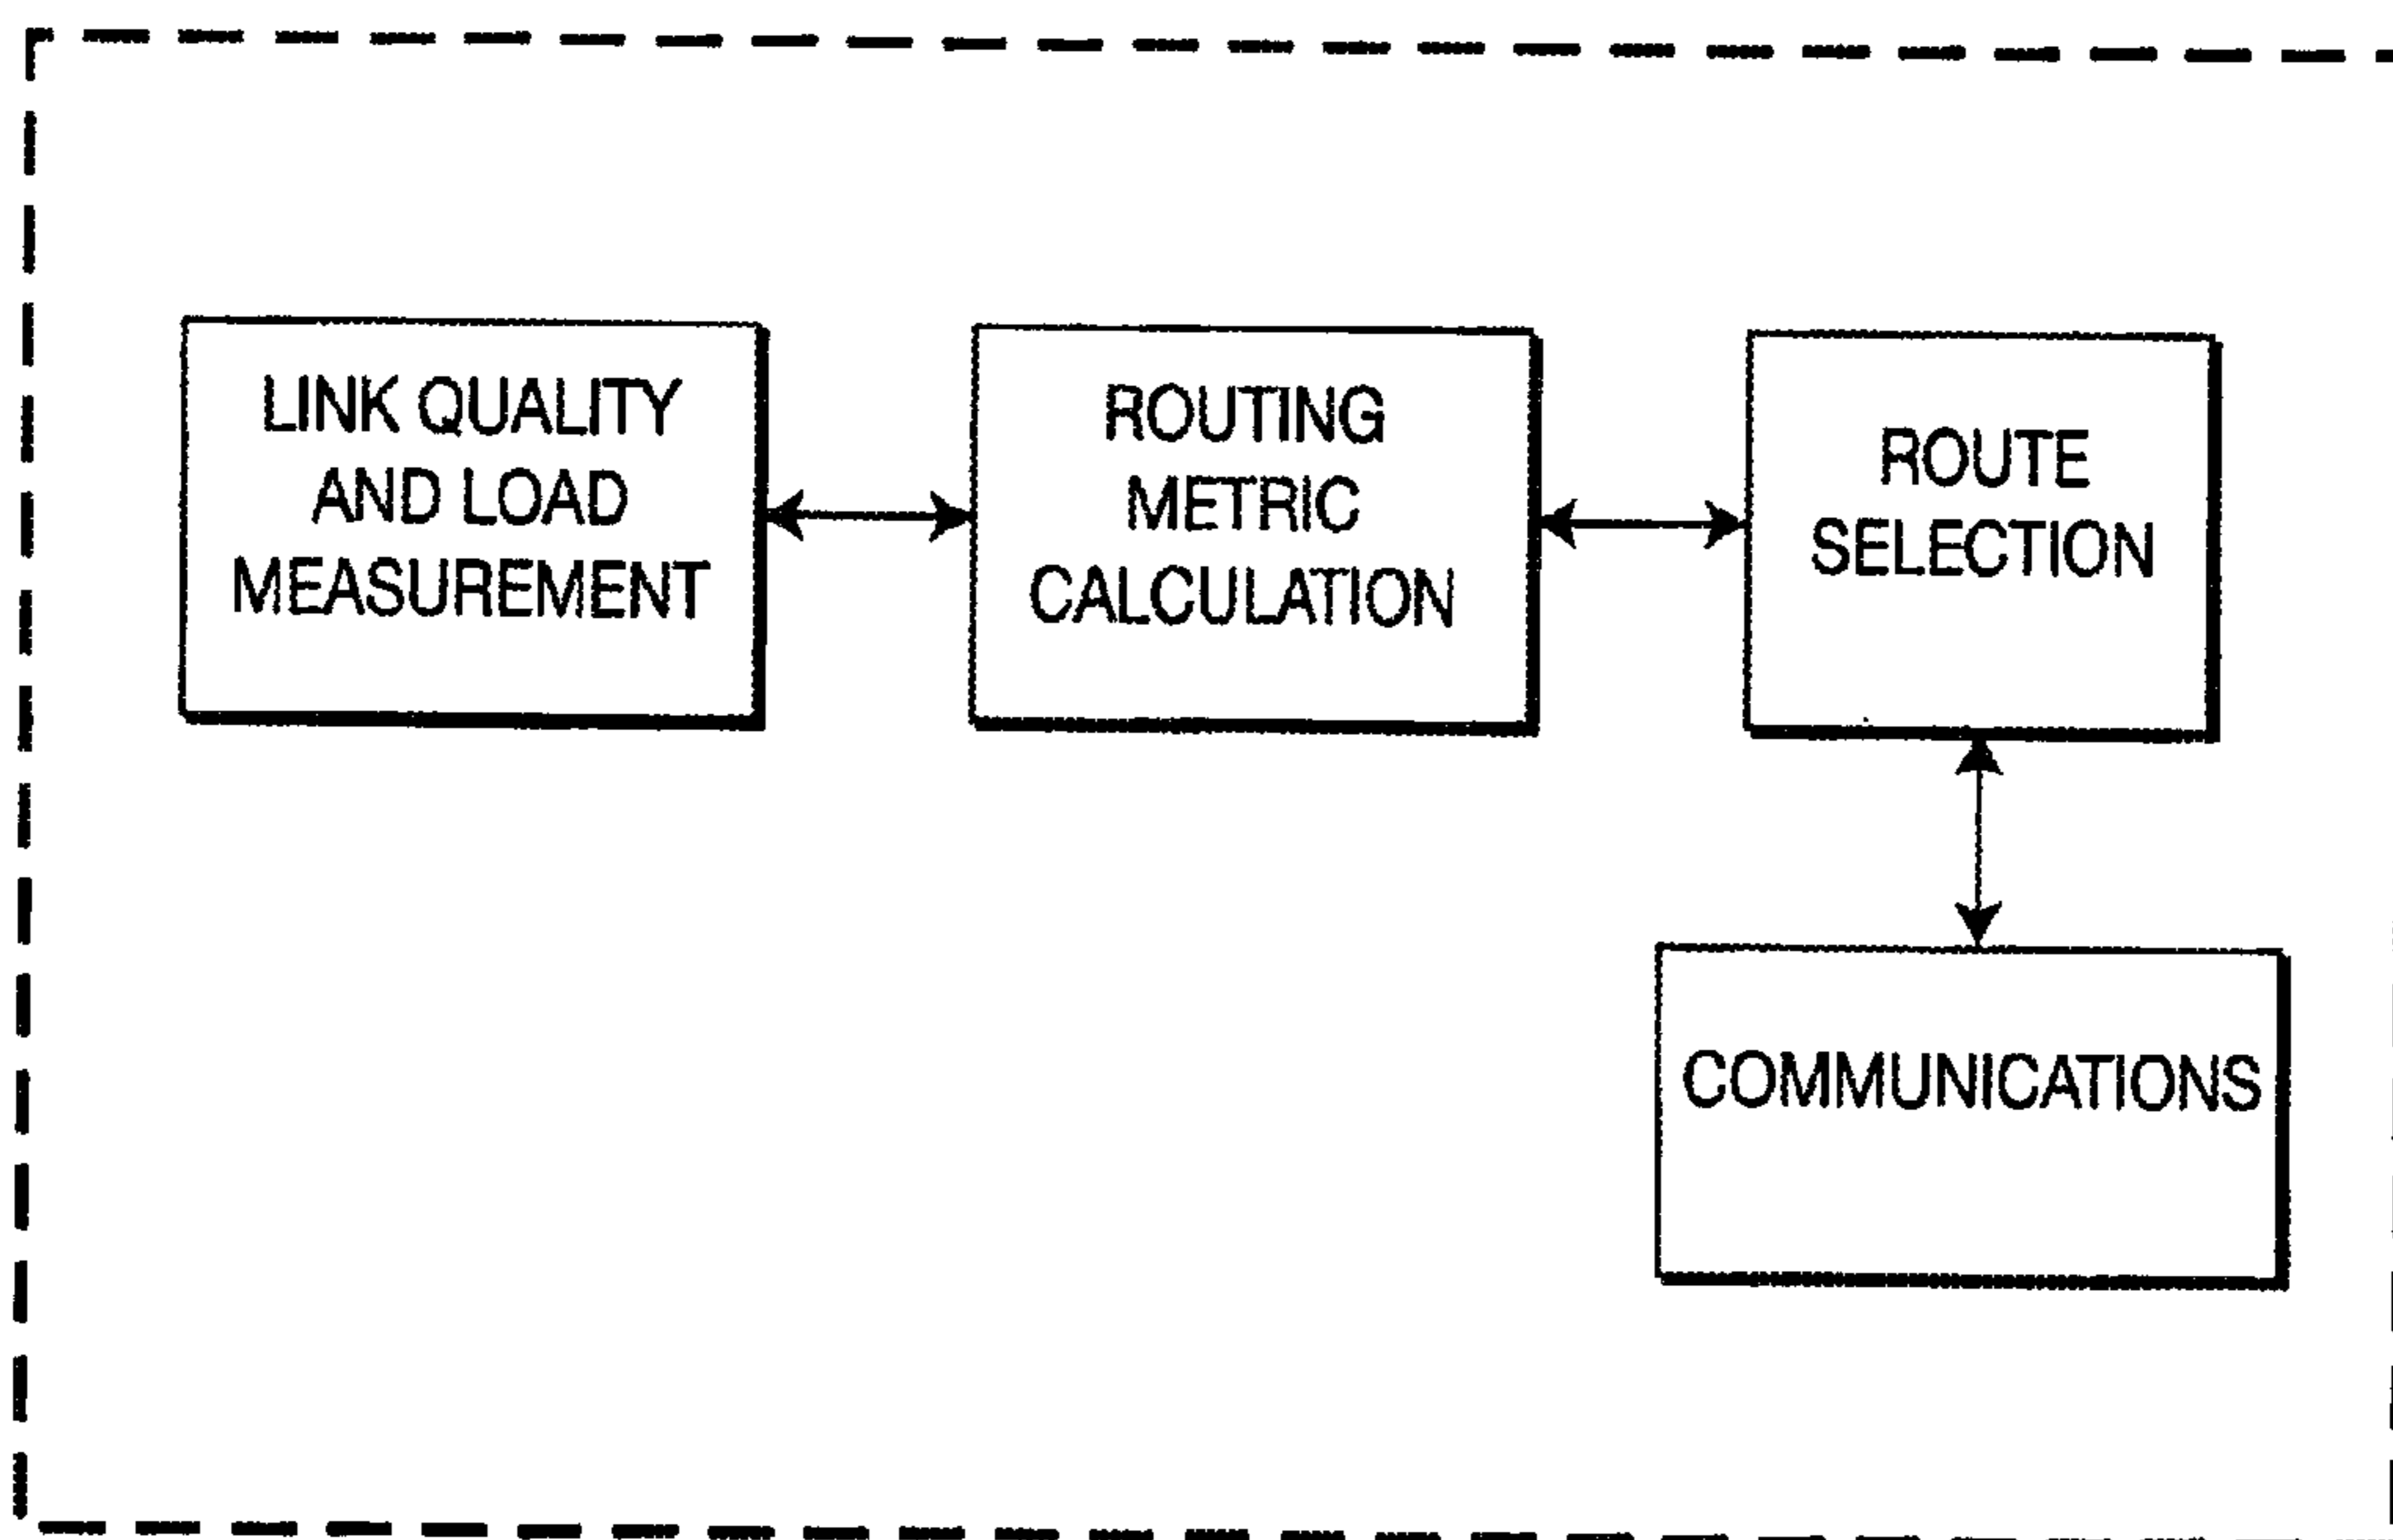 LINK QUALITY
AND LOAD
MEASUREMENT
ROUTING
METRIC
CALCULATION
ROUTE
SELECTION
COMMUNICATIONS